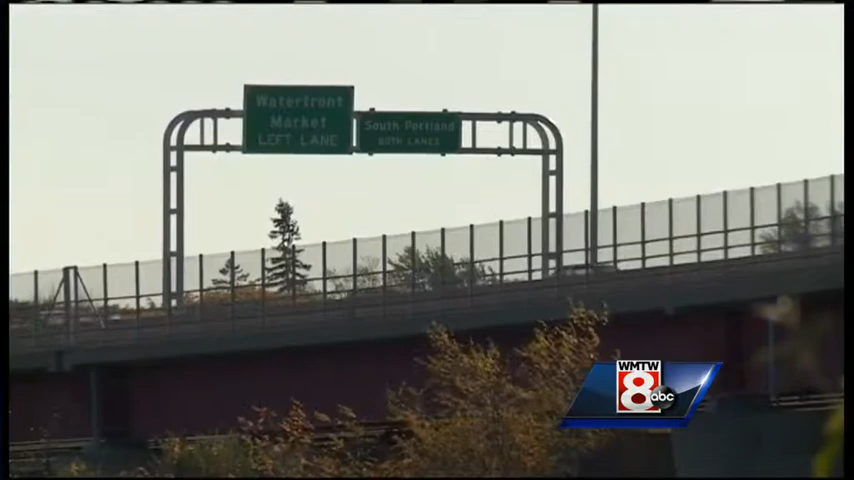 Waterfront
Market
LEFT LANE
South Portland
BOTH LANES
WMTW
8
abc